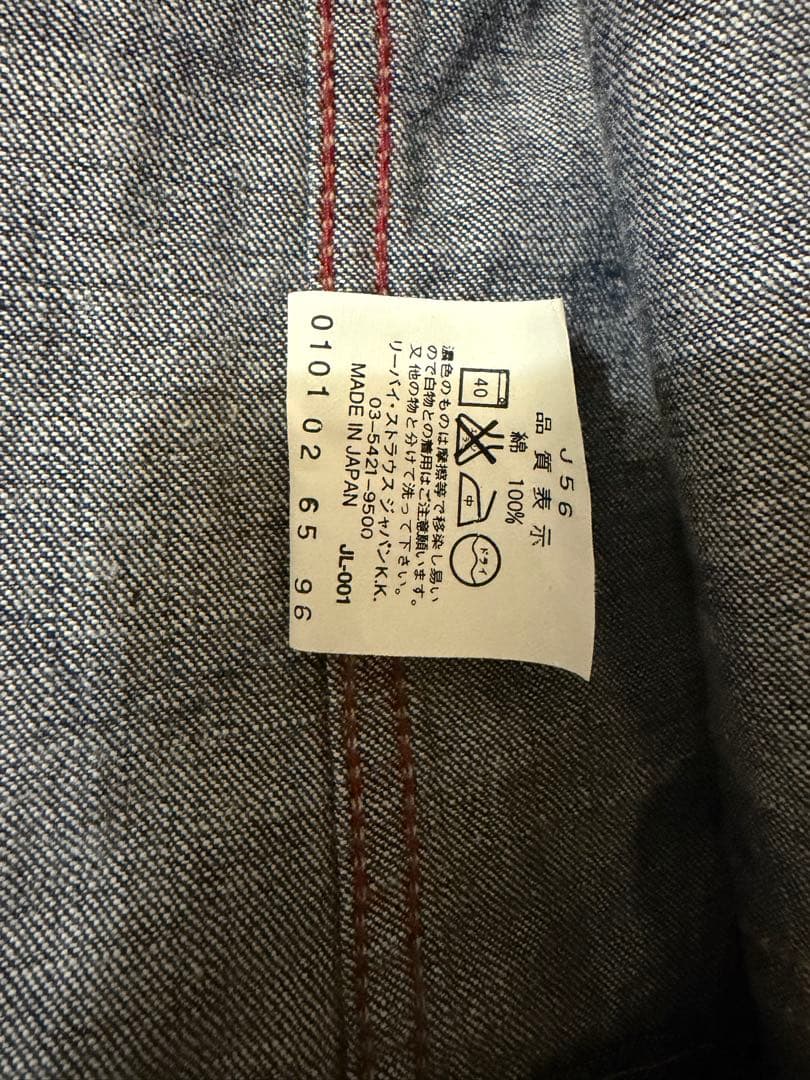 J56
品質表示
綿 100%
40
中
ドライ
濃色のものは摩擦等で移染し易い
ので白物との着用はご注意願います。
又他の物と分けて洗って下さい。
リーバイ・ストラウス ジャパンK.K.
03-5421-9500
MADE IN JAPAN JL-001
0101 02 65 96